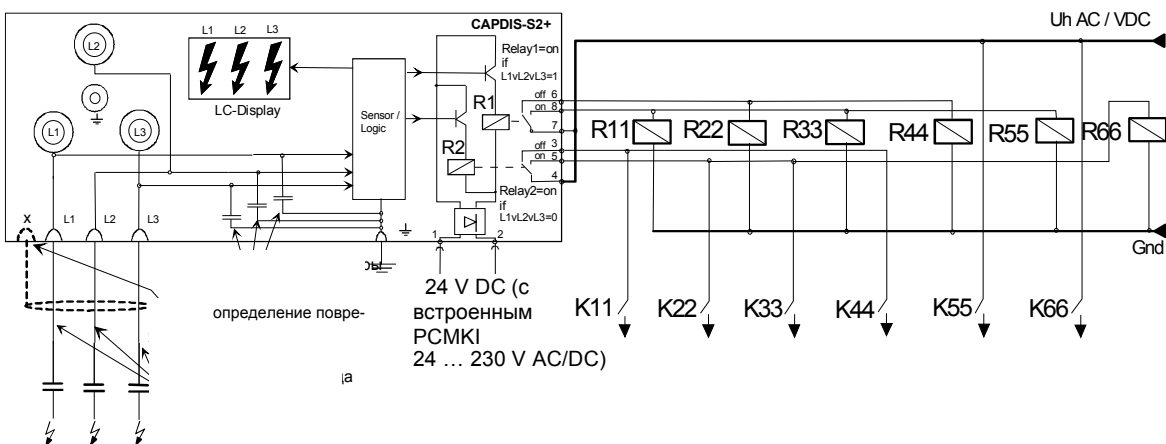 CAPDIS-S2+
Uh AC / VDC
L1 L2 L3
L2
LC-Display
Relay1=on
if
L1vL2vL3=1
Sensor /
Logic
R1
R2
off 6
on 8
7
off 3
on 5
4
Relay2=on
if
L1vL2vL3=0
L1
L3
R11
R22
R33
R44
R55
R66
X L1 L2 L3
1
2
Gnd
24 V DC (с
встроенным
PCMKI
24 … 230 V AC/DC)
определение повре-
K11
K22
K33
K44
K55
K66